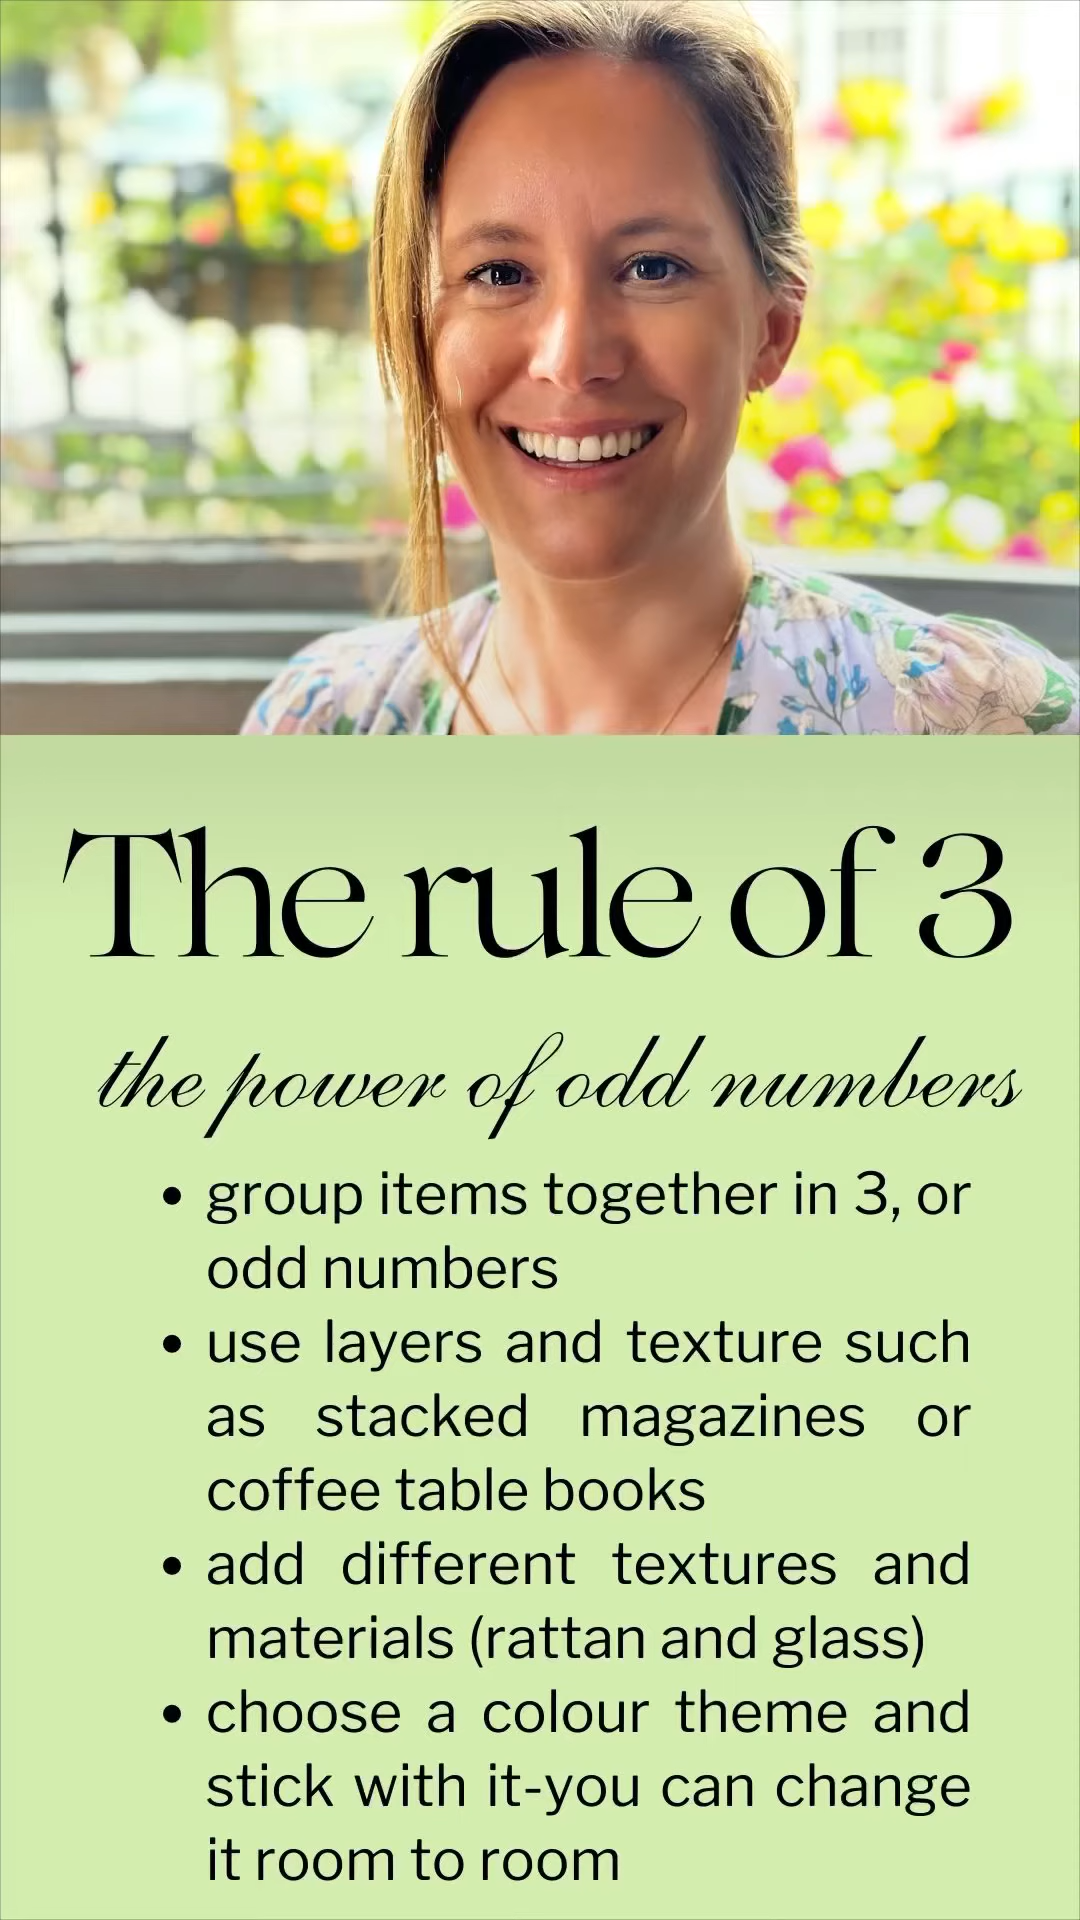 The rule of 3
the power of odd numbers
• group items together in 3, or
odd numbers
• use layers and texture such
as stacked magazines or
coffee table books
• add different textures and
materials (rattan and glass)
• choose a colour theme and
stick with it-you can change
it room to room